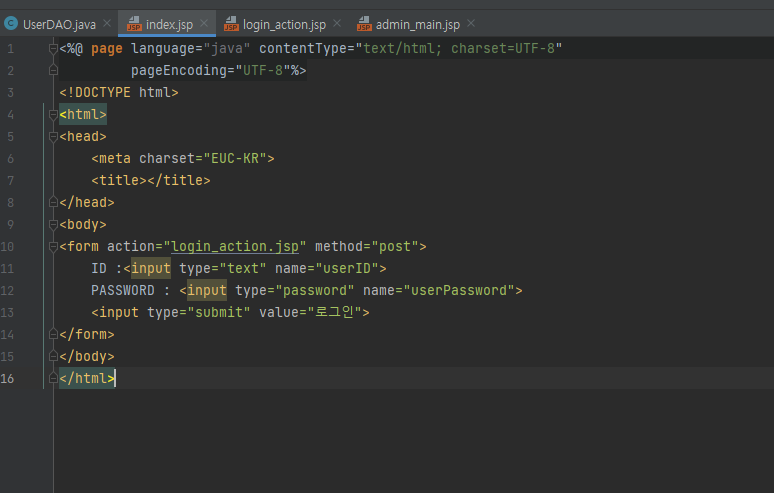 UserDAO.java index.jsp login_action.jsp admin_main.jsp
1 <%@ page language="java" contentType="text/html; charset=UTF-8"
2 pageEncoding="UTF-8"%>
3 <!DOCTYPE html>
4 <html>
5 <head>
6 <meta charset="EUC-KR">
7 <title></title>
8 </head>
9 <body>
10 <form action="login_action.jsp" method="post">
11 ID :<input type="text" name="userID">
12 PASSWORD : <input type="password" name="userPassword">
13 <input type="submit" value="로그인">
14 </form>
15 </body>
16 </html>